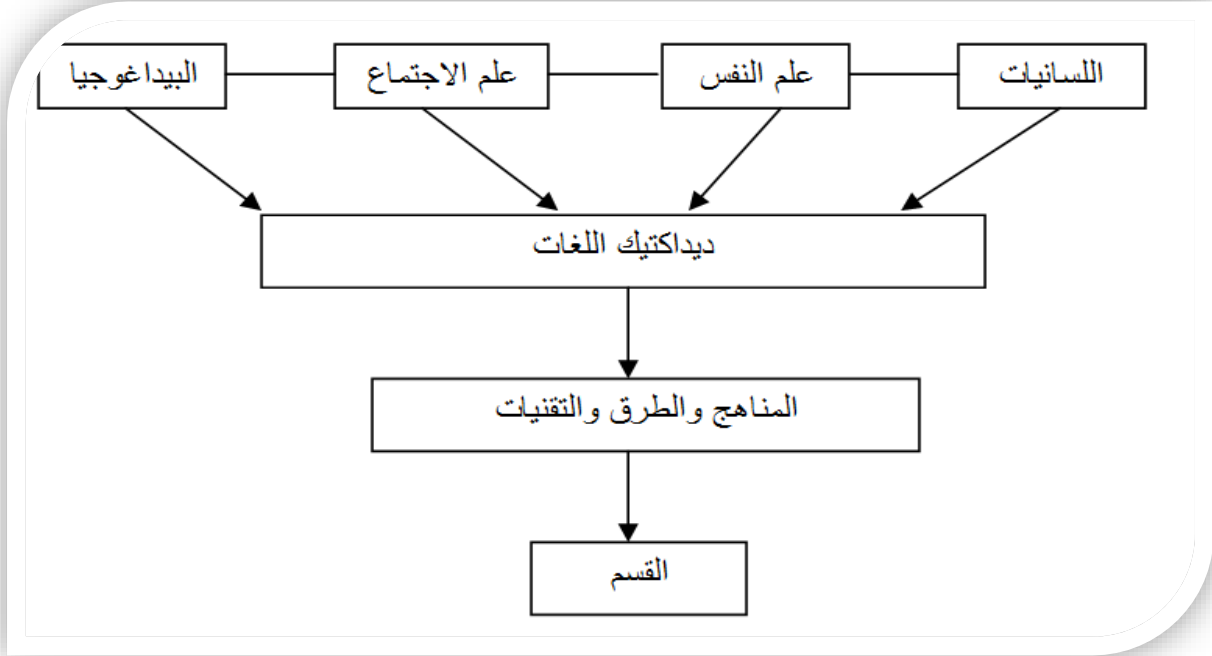 اللسانيات
علم النفس
علم الاجتماع
البيداغوجيا
ديداكتيك اللغات
المناهج والطرق والتقنيات
القسم